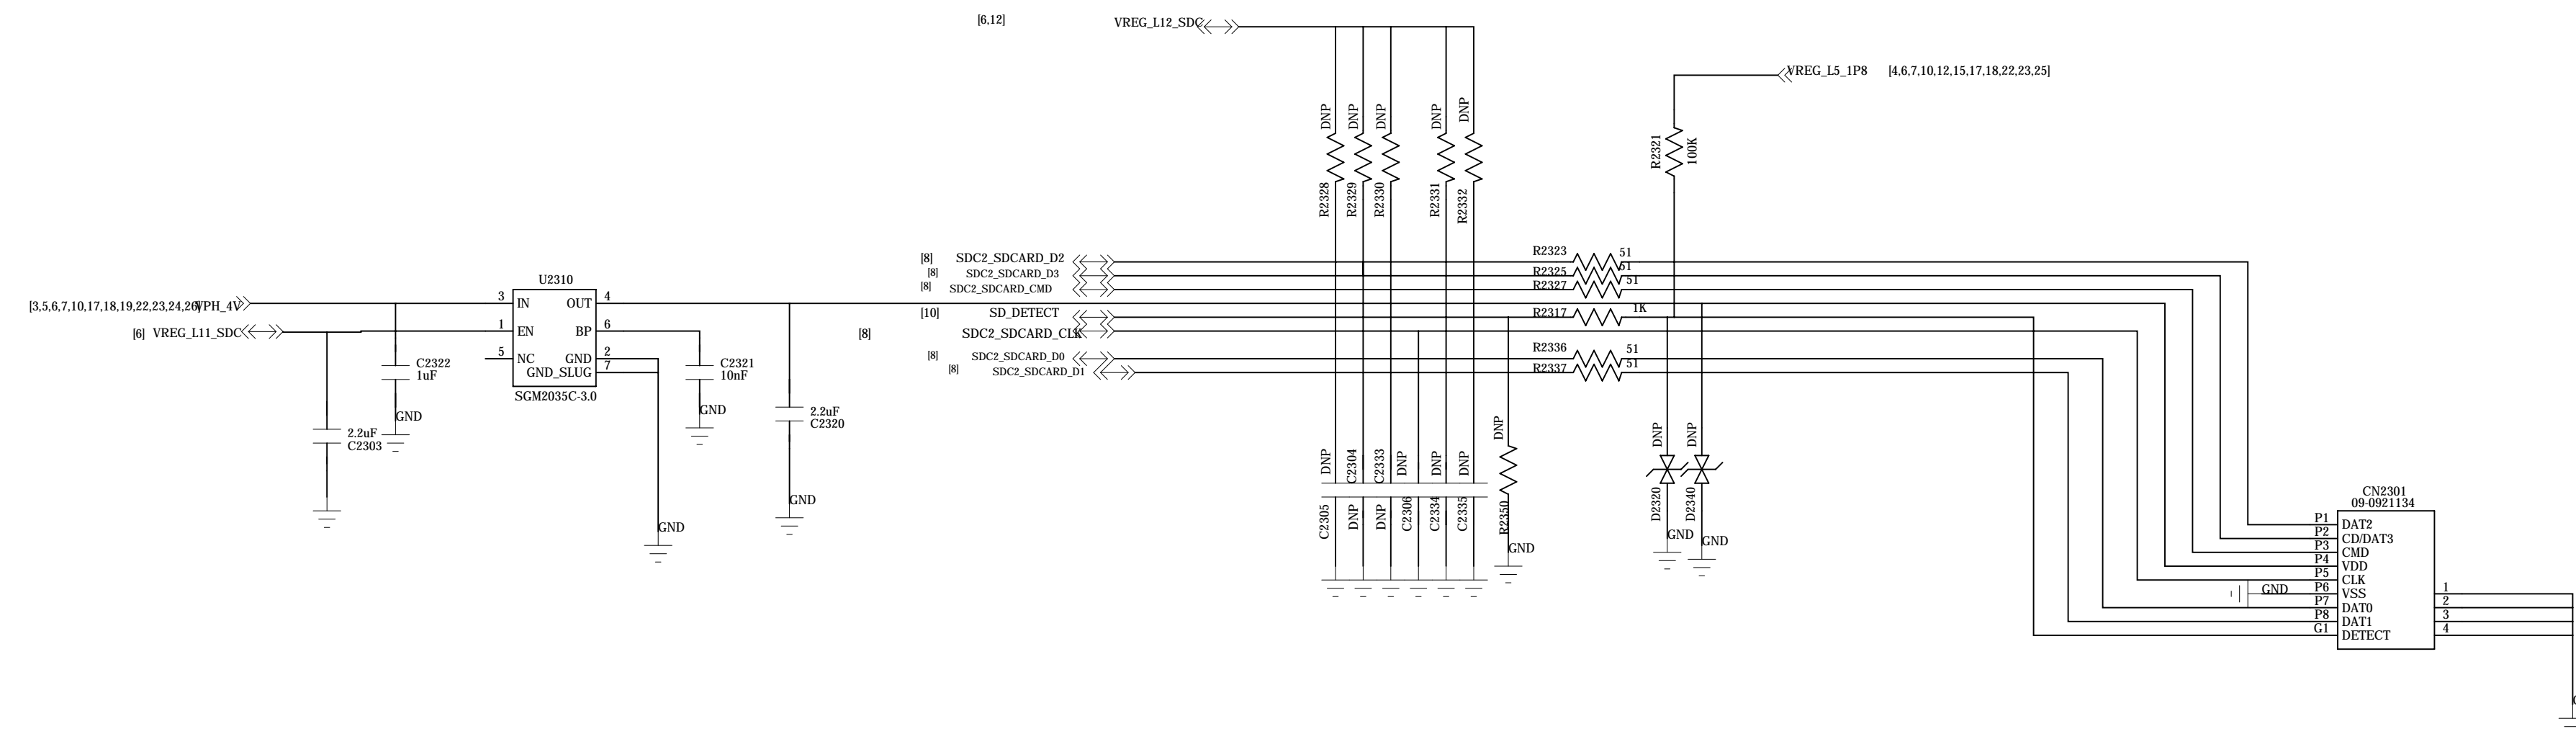 [6,12] VREG_L12_SDC
VREG_L5_1P8 [4,6,7,10,12,15,17,18,22,23,25]
DNP DNP DNP DNP DNP
R2321 100K
R2328 R2329 R2330 R2331 R2332
[8] SDC2_SDCARD_D2 R2323 51
[8] SDC2_SDCARD_D3 R2325 51
[8] SDC2_SDCARD_CMD R2327 51
[10] SD_DETECT R2317 1K
[8] SDC2_SDCARD_CLK
[8] SDC2_SDCARD_D0 R2336 51
[8] SDC2_SDCARD_D1 R2337 51
U2310
[3,5,6,7,10,17,18,19,22,23,24,26] VPH_4V
[6] VREG_L11_SDC
3 IN OUT 4
1 EN BP 6
5 NC GND 2
GND_SLUG 7
SGM2035C-3.0
C2322
1uF
GND
2.2uF
C2303
C2321
10nF
GND
2.2uF
C2320
GND
GND
DNP C2304 C2333 DNP DNP DNP
C2305 DNP DNP C2306 C2334 C2335
DNP
R2350
GND
DNP DNP
D2320 D2340
GND
GND
CN2301
09-0921134
P1 DAT2
P2 CD/DAT3
P3 CMD
P4 VDD
P5 CLK
GND P6 VSS 1
P7 DAT0 2
P8 DAT1 3
G1 DETECT 4